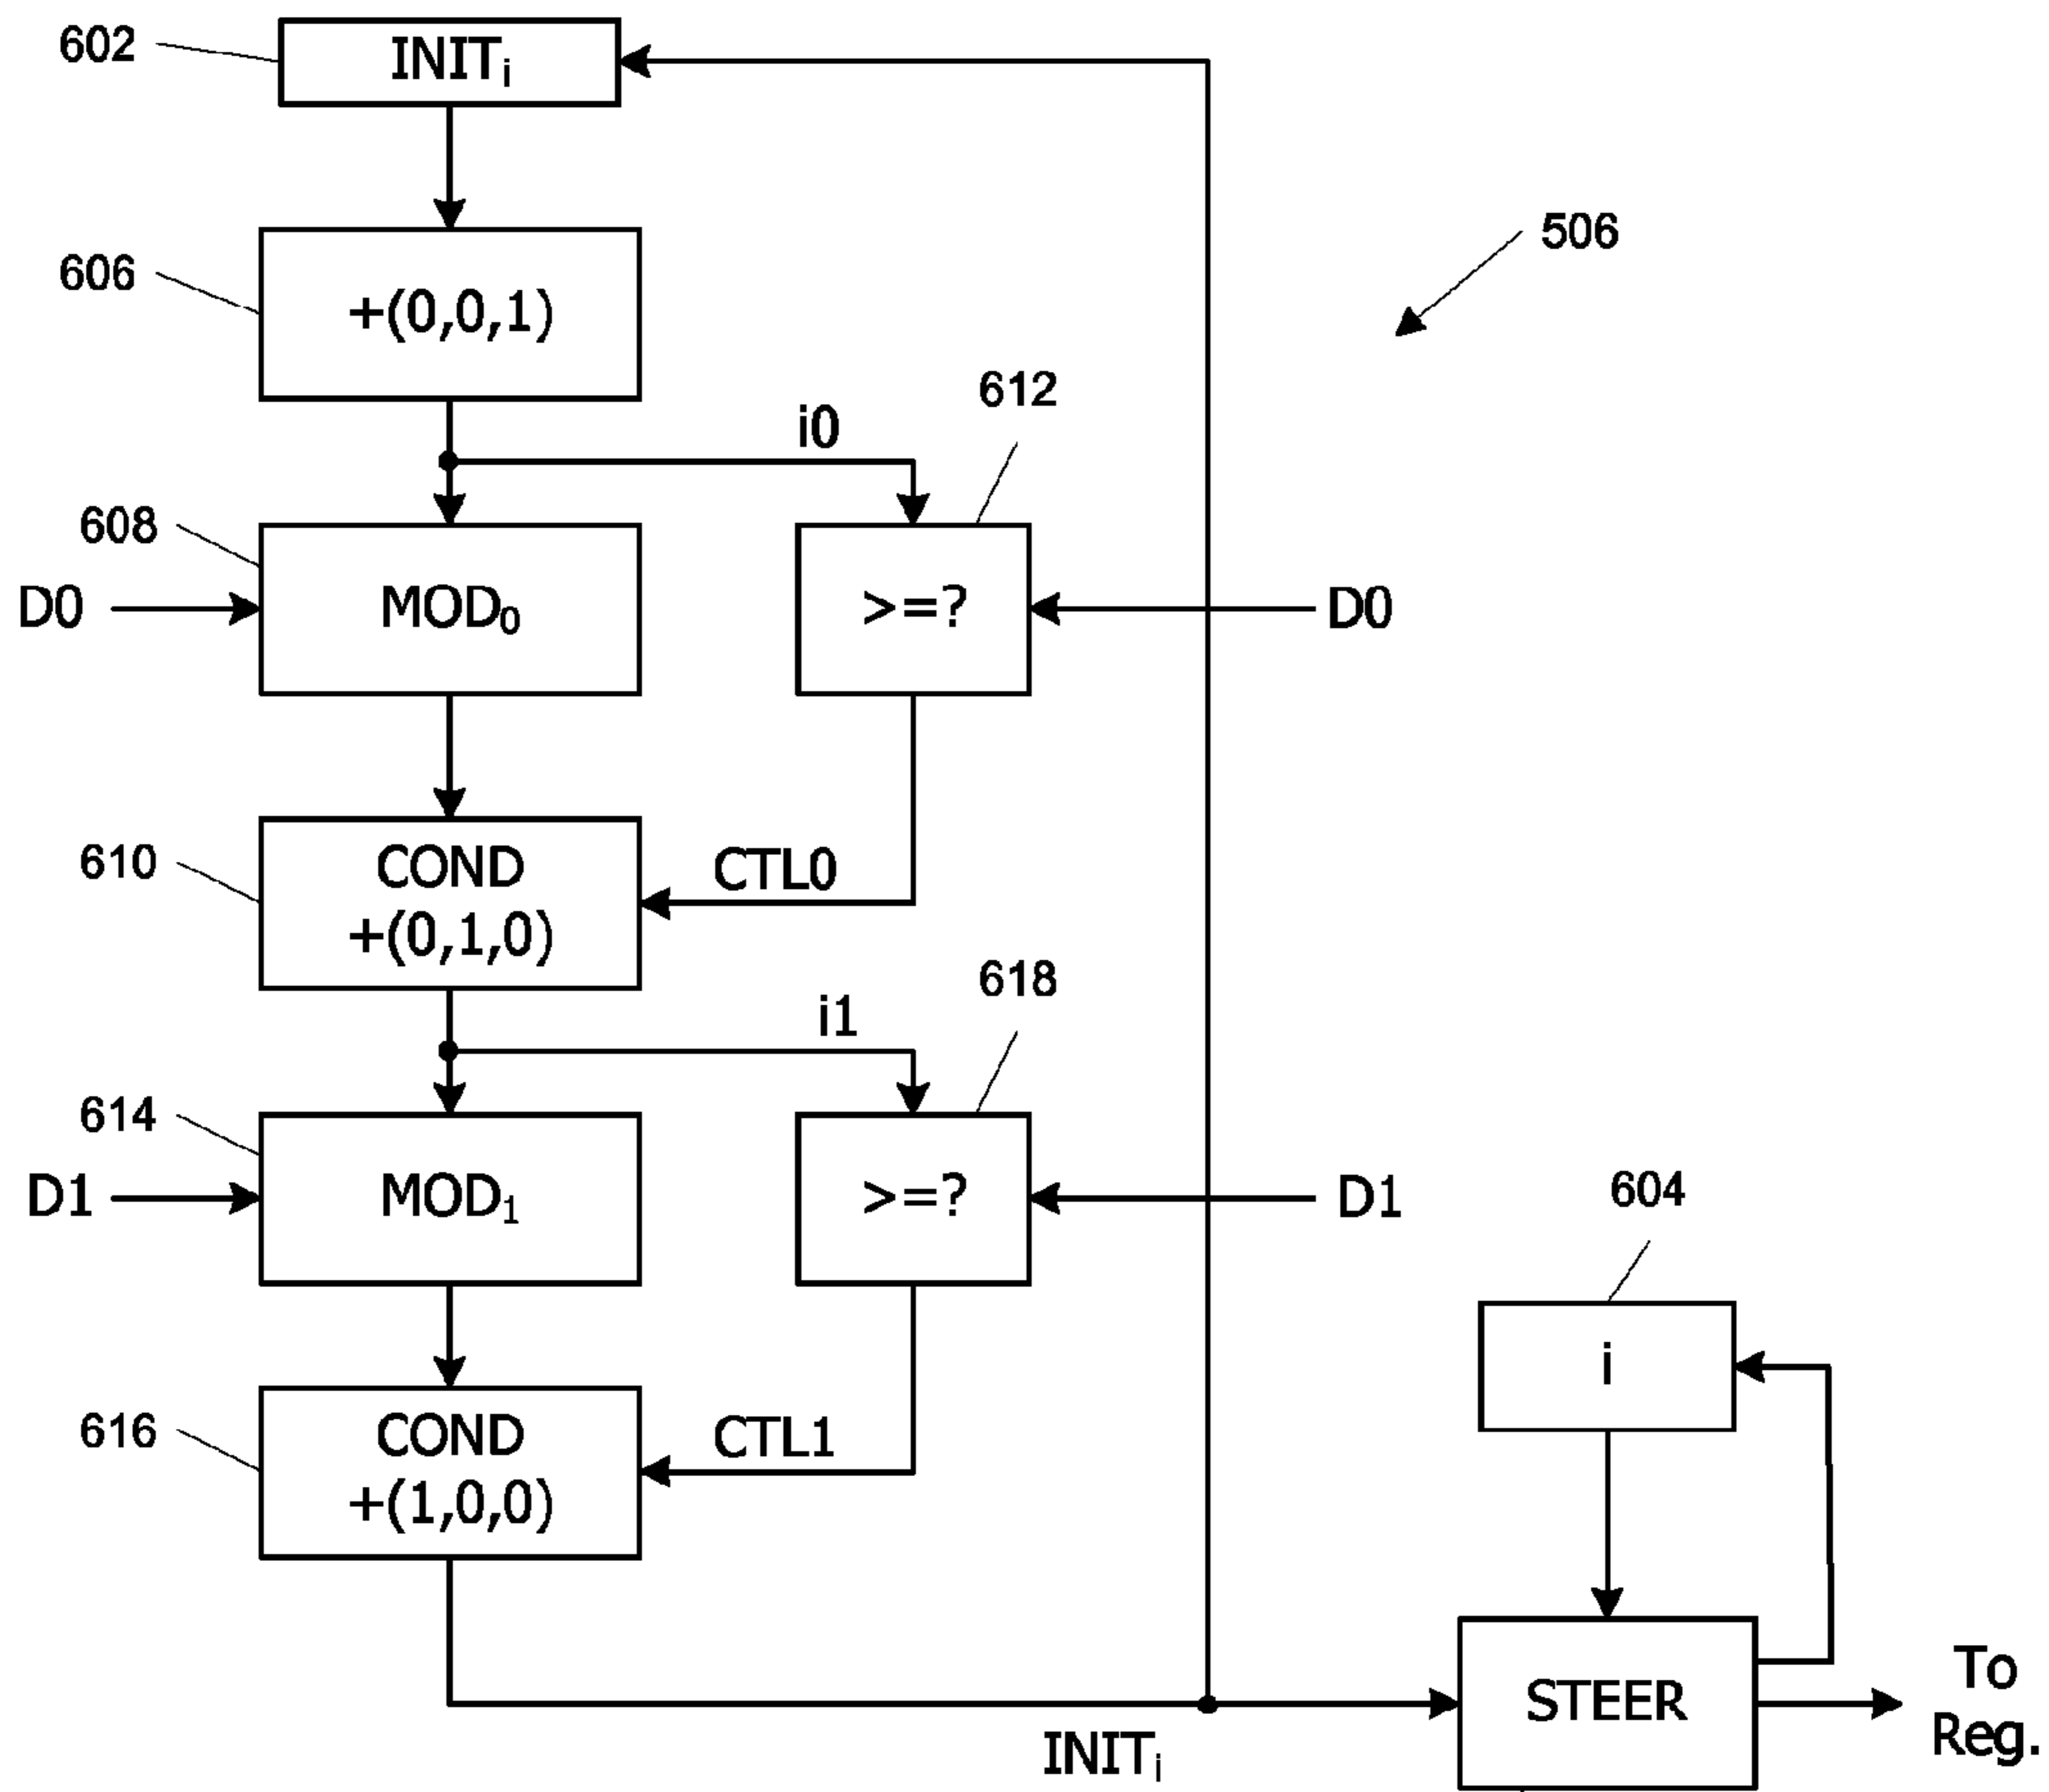 602
INITi
606
+(0,0,1)
506
i0
612
608
D0
MOD0
>=?
D0
610
COND
+(0,1,0)
CTL0
i1
618
614
D1
MOD1
>=?
D1
604
i
616
COND
+(1,0,0)
CTL1
STEER
To
Reg.
INITi